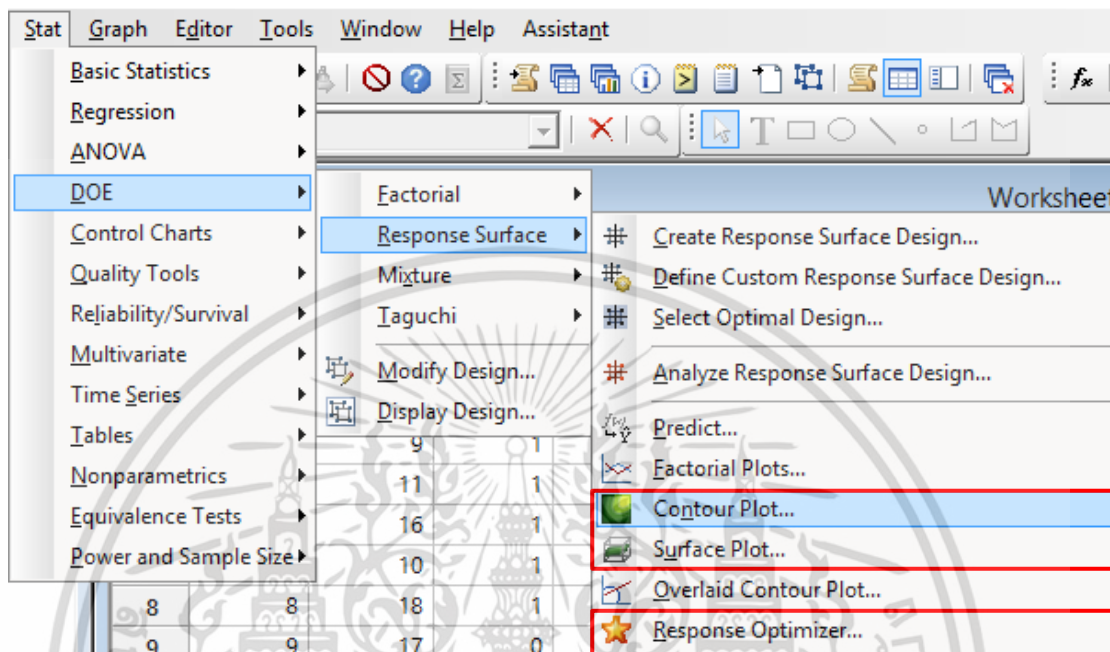 Stat Graph Editor Tools Window Help Assistant
Basic Statistics
Regression
ANOVA
DOE
Control Charts
Quality Tools
Reliability/Survival
Multivariate
Time Series
Tables
Nonparametrics
Equivalence Tests
Power and Sample Size
Factorial
Response Surface
Mixture
Taguchi
Modify Design...
Display Design...
Worksheet
Create Response Surface Design...
Define Custom Response Surface Design...
Select Optimal Design...
Analyze Response Surface Design...
Predict...
Factorial Plots...
Contour Plot...
Surface Plot...
Overlaid Contour Plot...
Response Optimizer...
9 1
11 1
16 1
10 1
8 8 18 1
9 9 17 0